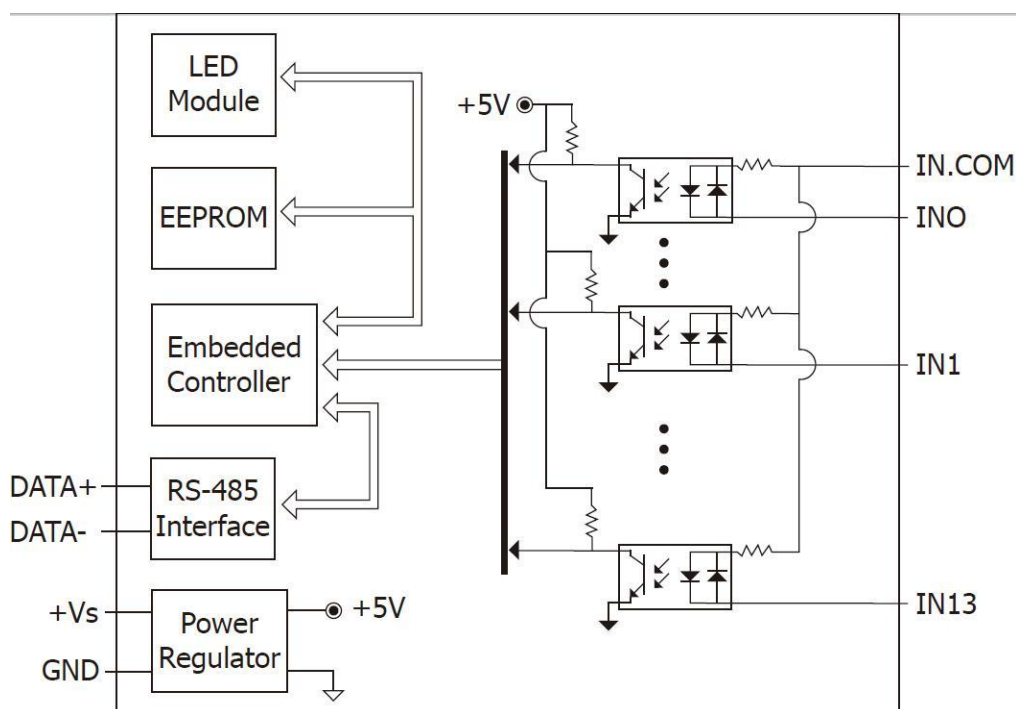 LED
Module
EEPROM
Embedded
Controller
RS-485
Interface
Power
Regulator
DATA+
DATA-
+Vs
GND
+5V
+5V
IN.COM
INO
IN1
IN13